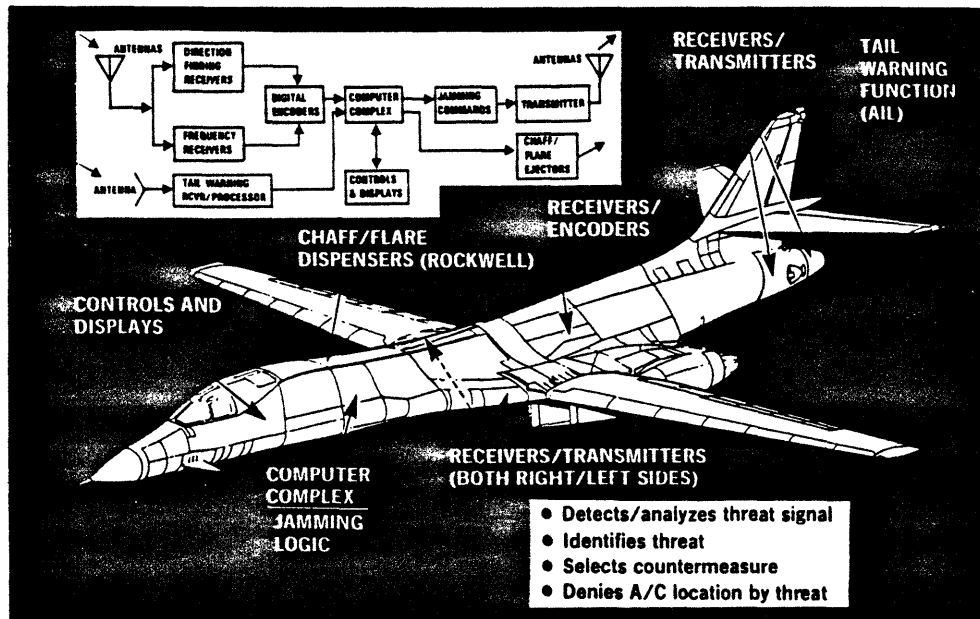 ANTENNAS
DIRECTION
FINDING
RECEIVERS
DIGITAL
ENCODERS
COMPUTER
COMPLEX
JAMMING
COMMANDS
TRANSMITTER
ANTENNAS
FREQUENCY
RECEIVERS
CHAFF/
FLARE
EJECTORS
ANTENNA
TAIL WARNING
RCVR/PROCESSOR
CONTROLS
& DISPLAYS
RECEIVERS/
TRANSMITTERS
TAIL
WARNING
FUNCTION
(AIL)
RECEIVERS/
ENCODERS
CHAFF/FLARE
DISPENSERS (ROCKWELL)
CONTROLS AND
DISPLAYS
COMPUTER
COMPLEX
JAMMING
LOGIC
RECEIVERS/TRANSMITTERS
(BOTH RIGHT/LEFT SIDES)
● Detects/analyzes threat signal
● Identifies threat
● Selects countermeasure
● Denies A/C location by threat